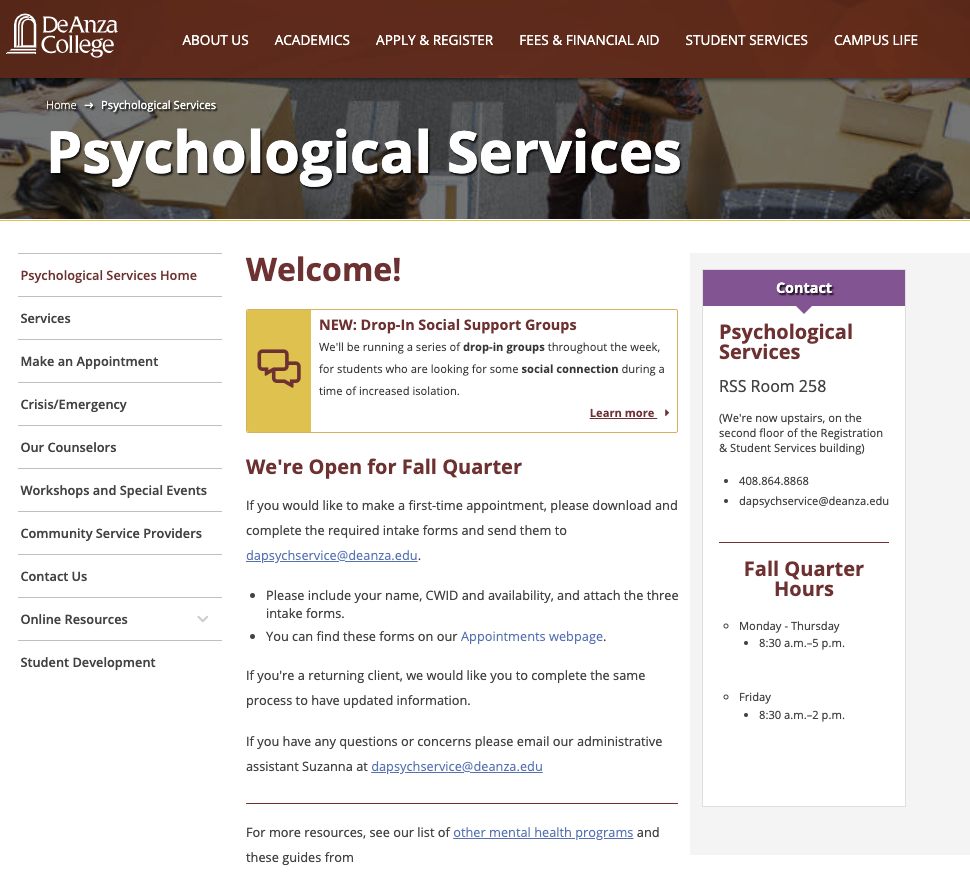 DeAnza
College
ABOUT US
ACADEMICS
APPLY & REGISTER
FEES & FINANCIAL AID
STUDENT SERVICES
CAMPUS LIFE
Home → Psychological Services
Psychological Services
Psychological Services Home
Services
Make an Appointment
Crisis/Emergency
Our Counselors
Workshops and Special Events
Community Service Providers
Contact Us
Online Resources
Student Development
Welcome!
NEW: Drop-In Social Support Groups
We'll be running a series of drop-in groups throughout the week,
for students who are looking for some social connection during a
time of increased isolation.
Learn more
We're Open for Fall Quarter
If you would like to make a first-time appointment, please download and
complete the required intake forms and send them to
dapsychservice@deanza.edu.
• Please include your name, CWID and availability, and attach the three
intake forms.
• You can find these forms on our Appointments webpage.
If you're a returning client, we would like you to complete the same
process to have updated information.
If you have any questions or concerns please email our administrative
assistant Suzanna at dapsychservice@deanza.edu
For more resources, see our list of other mental health programs and
these guides from
Contact
Psychological
Services
RSS Room 258
(We're now upstairs, on the
second floor of the Registration
& Student Services building)
• 408.864.8868
• dapsychservice@deanza.edu
Fall Quarter
Hours
Monday - Thursday
• 8:30 a.m.–5 p.m.
Friday
• 8:30 a.m.–2 p.m.